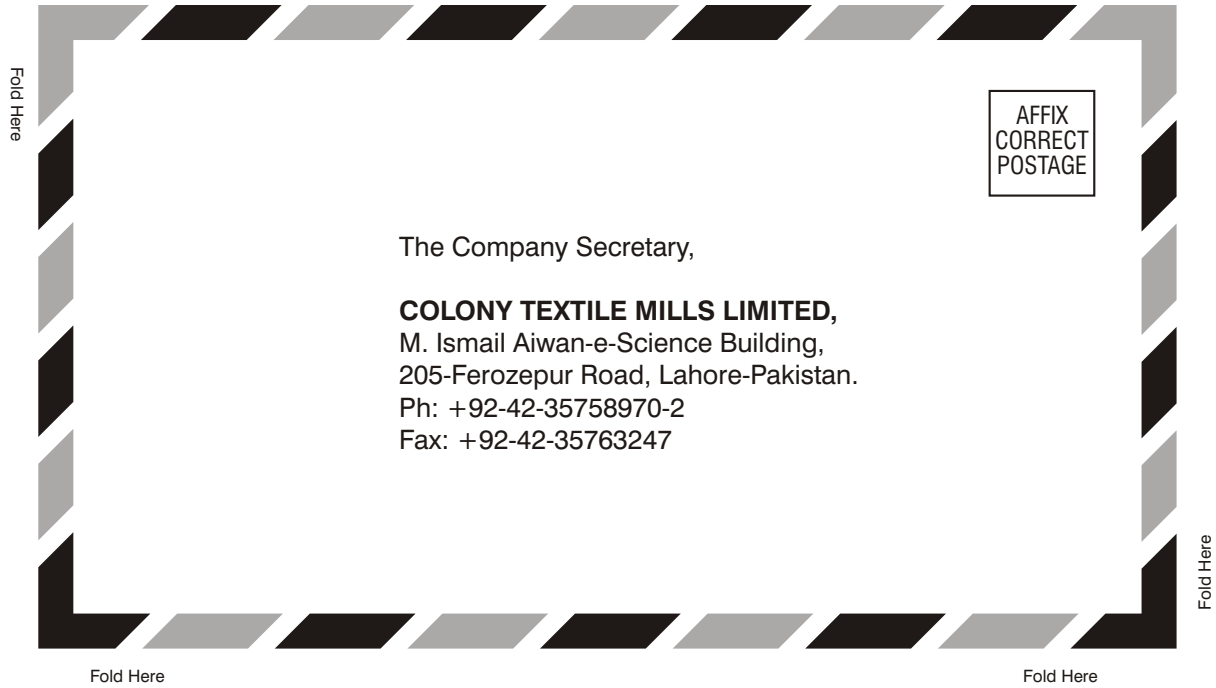 Fold Here
AFFIX
CORRECT
POSTAGE
The Company Secretary,
COLONY TEXTILE MILLS LIMITED,
M. Ismail Aiwan-e-Science Building,
205-Ferozepur Road, Lahore-Pakistan.
Ph: +92-42-35758970-2
Fax: +92-42-35763247
Fold Here
Fold Here
Fold Here